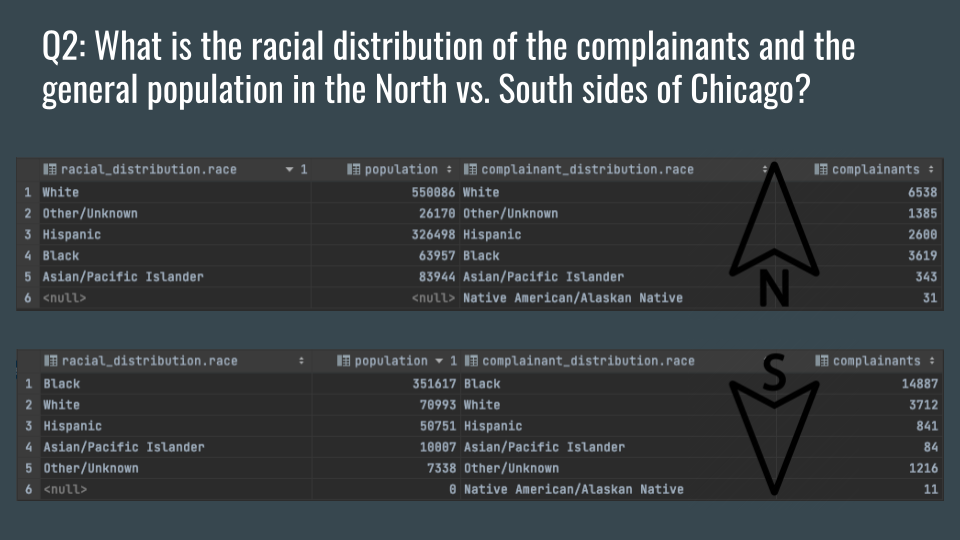 Q2: What is the racial distribution of the complainants and the
general population in the North vs. South sides of Chicago?
racial_distribution.race 1 population complainant_distribution.race complainants
1 White 550086 White 6538
2 Other/Unknown 26170 Other/Unknown 1385
3 Hispanic 326498 Hispanic 2600
4 Black 63957 Black 3619
5 Asian/Pacific Islander 83944 Asian/Pacific Islander 343
6 <null> <null> Native American/Alaskan Native 31
N
racial_distribution.race population 1 complainant_distribution.race complainants
S
1 Black 351617 Black 14887
2 White 70993 White 3712
3 Hispanic 50751 Hispanic 841
4 Asian/Pacific Islander 10007 Asian/Pacific Islander 84
5 Other/Unknown 7338 Other/Unknown 1216
6 <null> 0 Native American/Alaskan Native 11